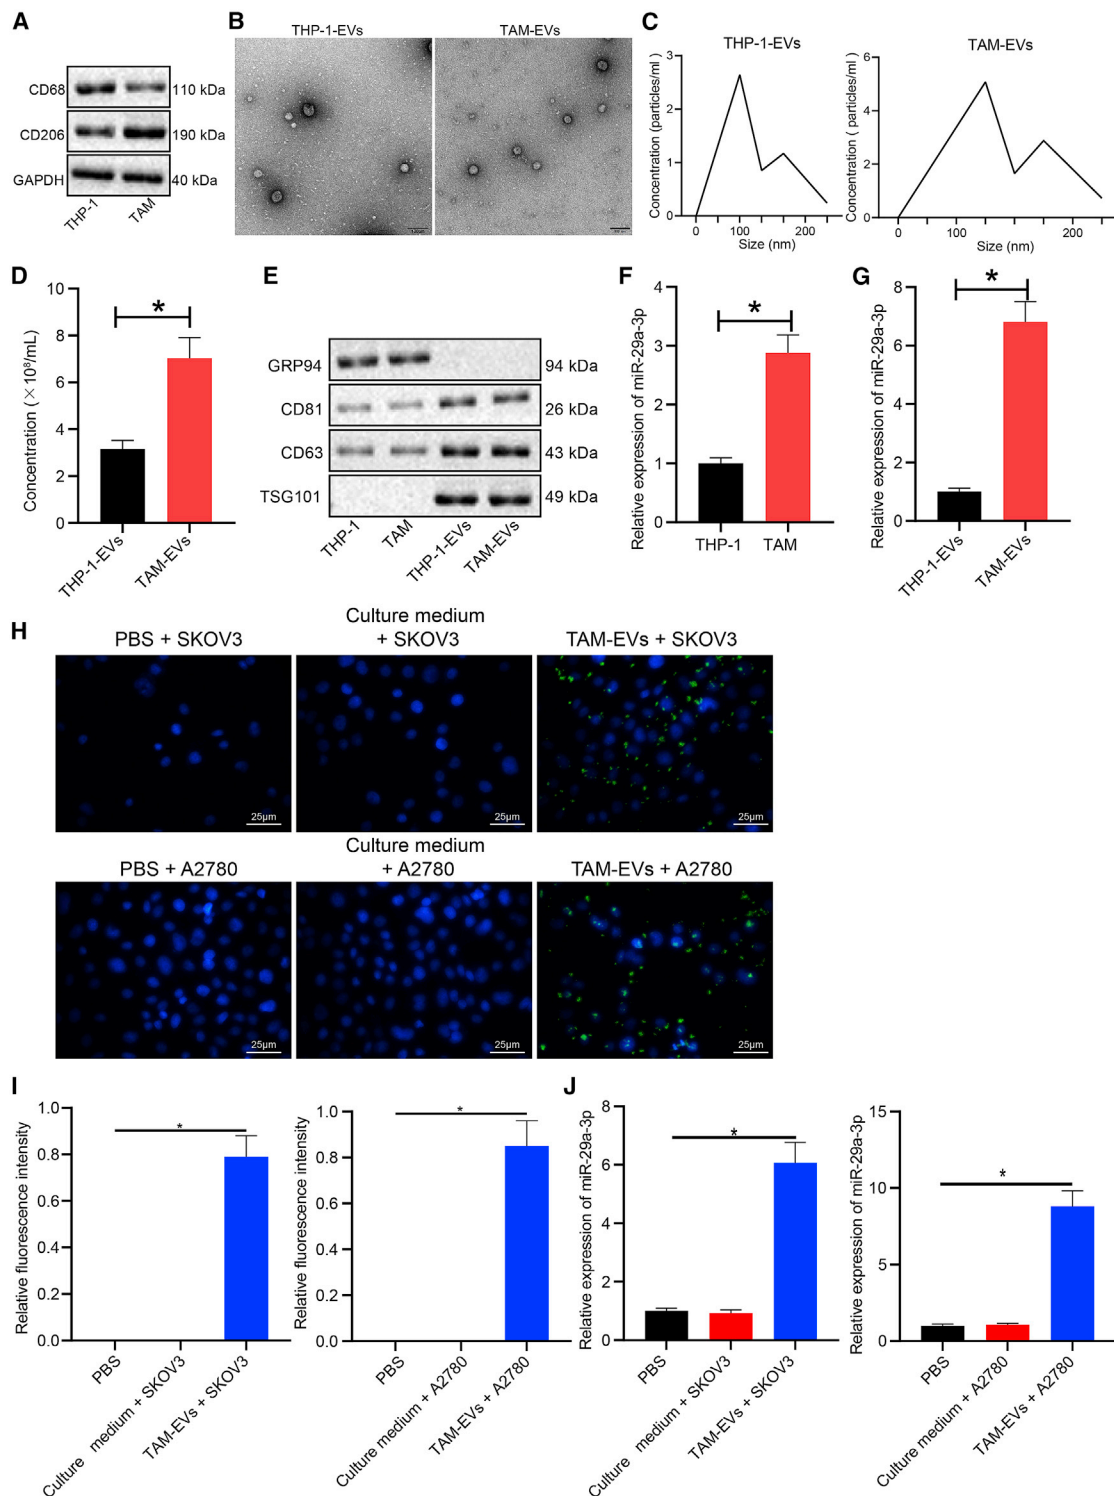 A
CD68
110 kDa
CD206
190 kDa
GAPDH
40 kDa
THP-1
TAM
B
THP-1-EVs
TAM-EVs
C
THP-1-EVs
Concentration (particles/ml)
3
2
1
0
0
100
200
Size (nm)
TAM-EVs
Concentration ( particles/ml )
6
4
2
0
0
100
200
Size (nm)
D
Concentration (×10⁸/mL)
10
8
6
4
2
0
*
THP-1-EVs
TAM-EVs
E
GRP94
94 kDa
CD81
26 kDa
CD63
43 kDa
TSG101
49 kDa
THP-1
TAM
THP-1-EVs
TAM-EVs
F
Relative expression of miR-29a-3p
4
3
2
1
0
*
THP-1
TAM
G
Relative expression of miR-29a-3p
8
6
4
2
0
*
THP-1-EVs
TAM-EVs
H
PBS + SKOV3
Culture medium
+ SKOV3
TAM-EVs + SKOV3
25μm
25μm
25μm
PBS + A2780
Culture medium
+ A2780
TAM-EVs + A2780
25μm
25μm
25μm
I
Relative fluorescence intensity
1.0
0.8
0.6
0.4
0.2
0.0
*
PBS
Culture medium + SKOV3
TAM-EVs + SKOV3
Relative fluorescence intensity
1.0
0.8
0.6
0.4
0.2
0.0
*
PBS
Culture medium + A2780
TAM-EVs + A2780
J
Relative expression of miR-29a-3p
8
6
4
2
0
*
PBS
Culture medium + SKOV3
TAM-EVs + SKOV3
Relative expression of miR-29a-3p
15
10
5
0
*
PBS
Culture medium + A2780
TAM-EVs + A2780